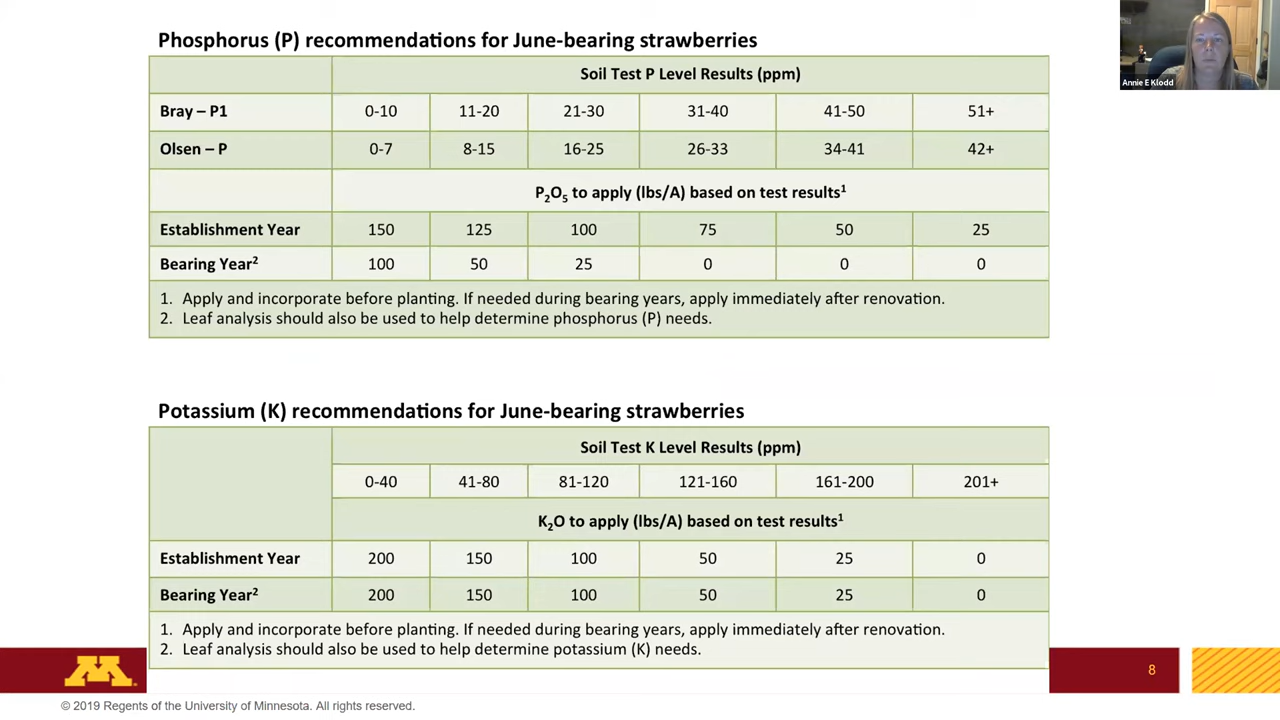 Phosphorus (P) recommendations for June-bearing strawberries
Soil Test P Level Results (ppm)
Bray – P1 0-10 11-20 21-30 31-40 41-50 51+
Olsen – P 0-7 8-15 16-25 26-33 34-41 42+
P₂O₅ to apply (lbs/A) based on test results¹
Establishment Year 150 125 100 75 50 25
Bearing Year² 100 50 25 0 0 0
1. Apply and incorporate before planting. If needed during bearing years, apply immediately after renovation.
2. Leaf analysis should also be used to help determine phosphorus (P) needs.
Potassium (K) recommendations for June-bearing strawberries
Soil Test K Level Results (ppm)
0-40 41-80 81-120 121-160 161-200 201+
K₂O to apply (lbs/A) based on test results¹
Establishment Year 200 150 100 50 25 0
Bearing Year² 200 150 100 50 25 0
1. Apply and incorporate before planting. If needed during bearing years, apply immediately after renovation.
2. Leaf analysis should also be used to help determine potassium (K) needs.
M
8
© 2019 Regents of the University of Minnesota. All rights reserved.
Annie E Klodd